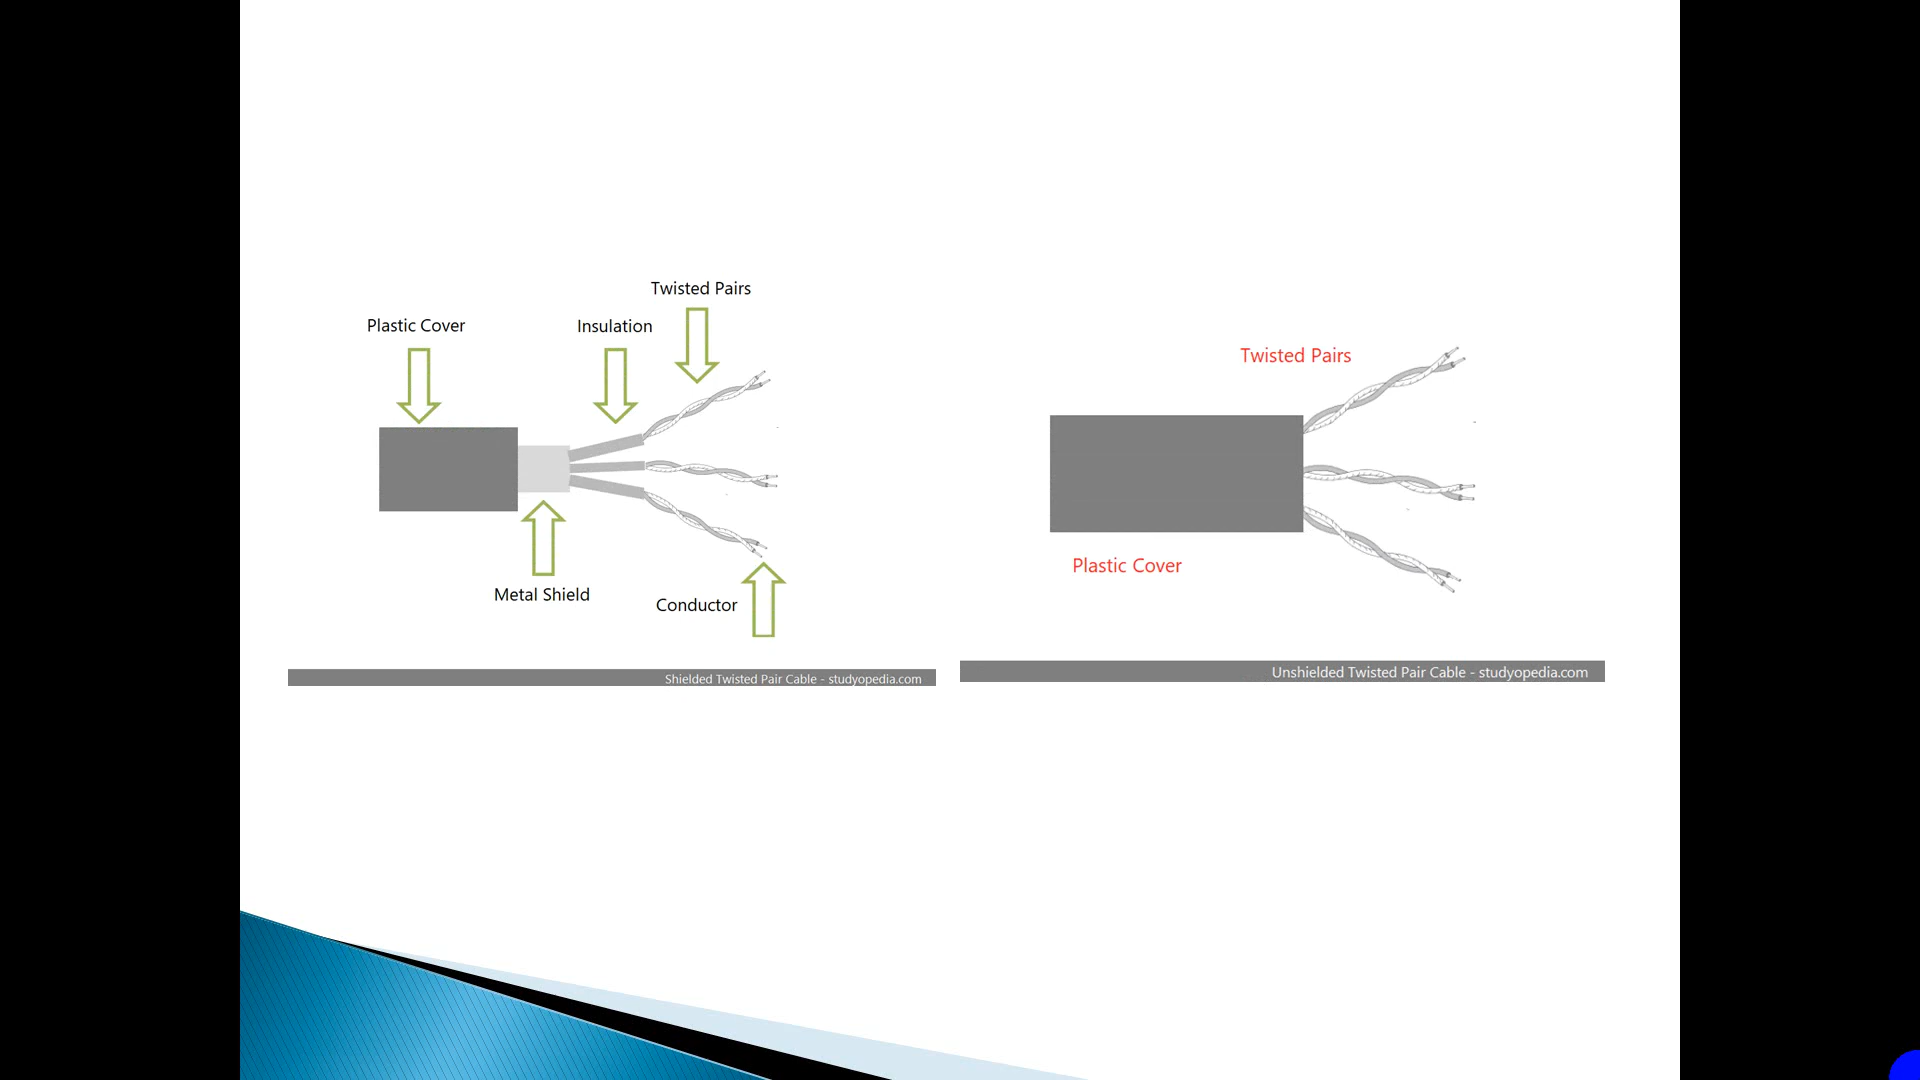 Twisted Pairs
Plastic Cover
Insulation
Metal Shield
Conductor
Shielded Twisted Pair Cable - studyopedia.com
Twisted Pairs
Plastic Cover
Unshielded Twisted Pair Cable - studyopedia.com